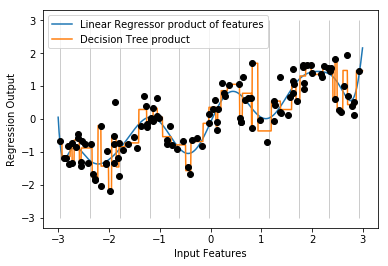 Linear Regressor product of features
Decision Tree product
3
2
1
0
−1
−2
−3
Regression Output
−3 −2 −1 0 1 2 3
Input Features